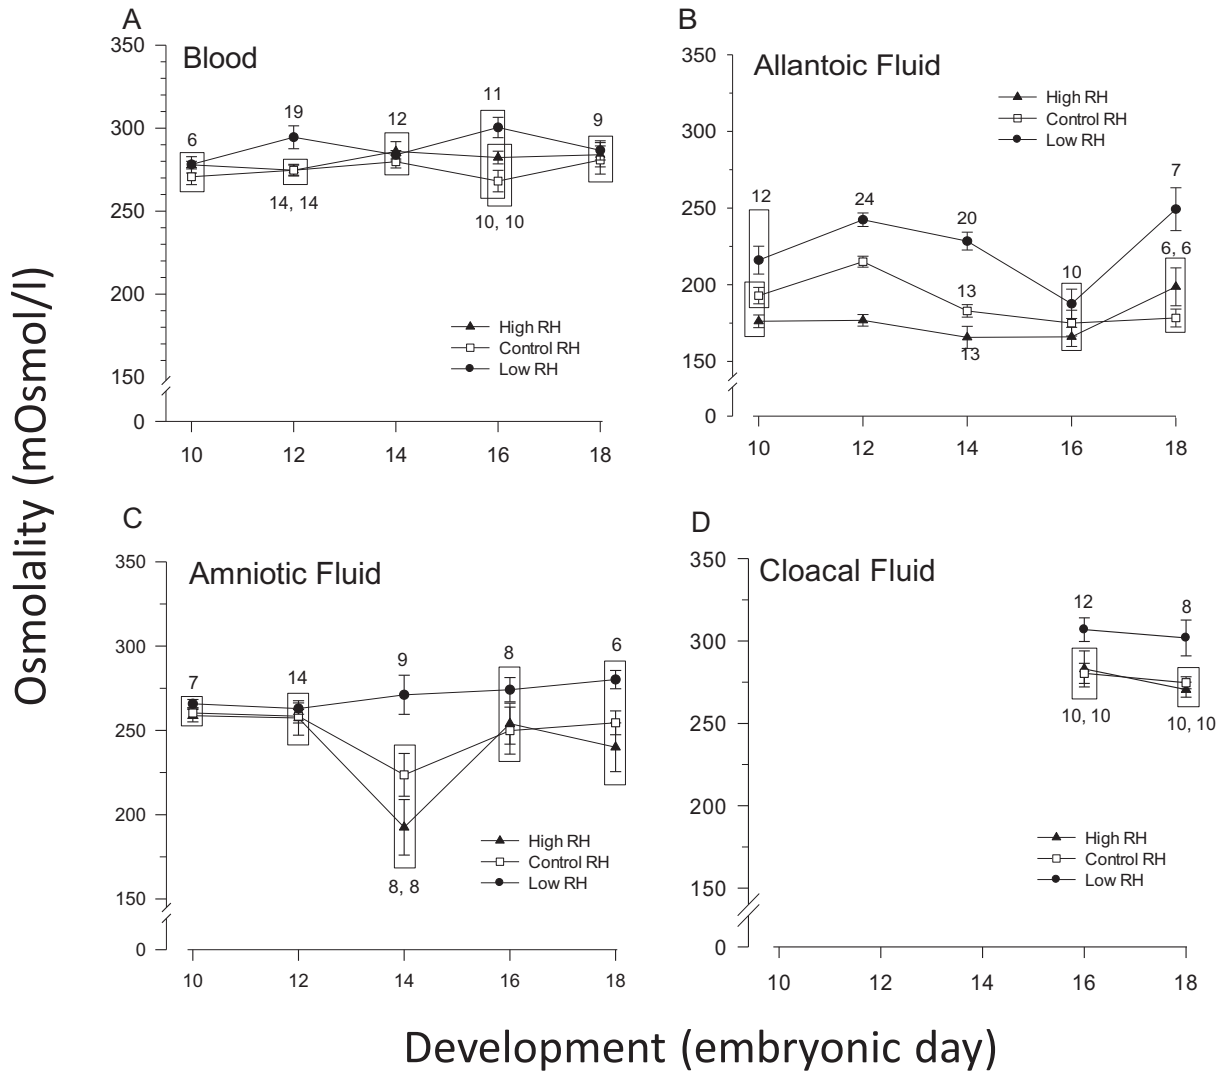 Osmolality (mOsmol/l)
A
Blood
350
300
250
200
150
0
6
19
12
11
9
14, 14
10, 10
High RH
Control RH
Low RH
10 12 14 16 18
B
Allantoic Fluid
350
300
250
200
150
0
High RH
Control RH
Low RH
12
24
20
13
13
10
7
6, 6
10 12 14 16 18
C
Amniotic Fluid
350
300
250
200
150
0
7
14
9
8
6
8, 8
High RH
Control RH
Low RH
10 12 14 16 18
D
Cloacal Fluid
350
300
250
200
150
0
12
8
10, 10
10, 10
High RH
Control RH
Low RH
10 12 14 16 18
Development (embryonic day)